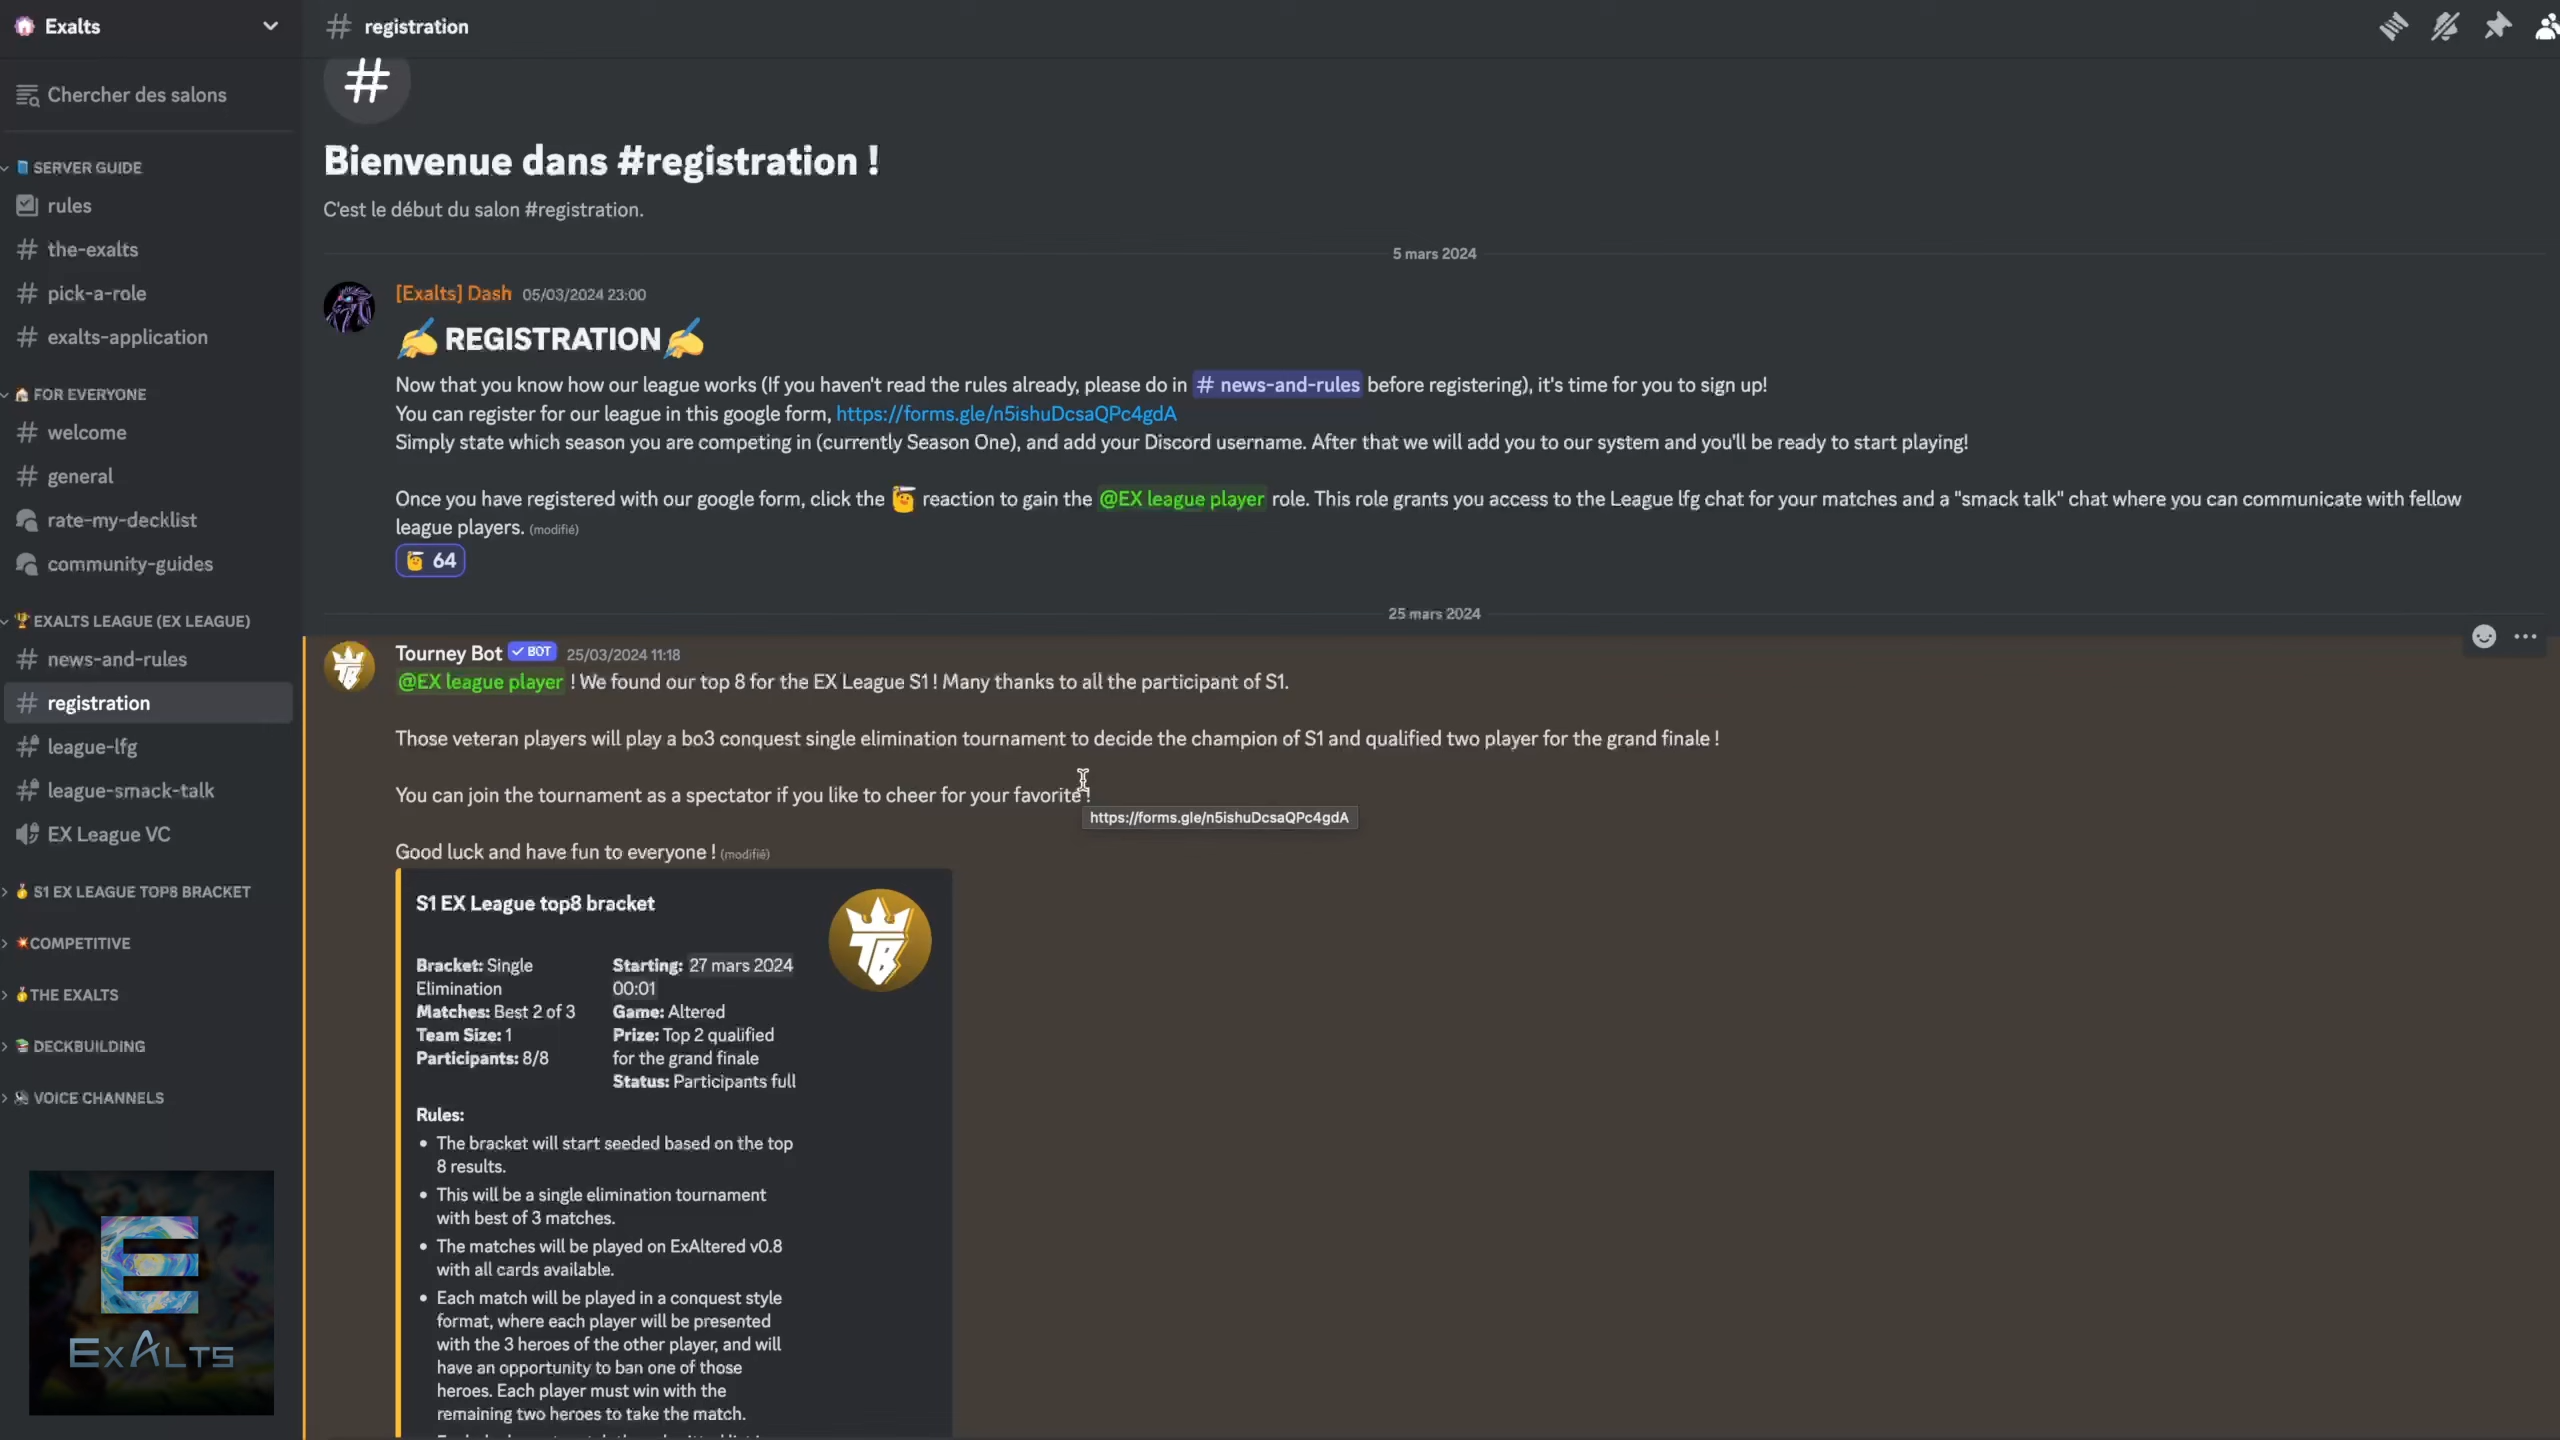 Exalts
Chercher des salons
SERVER GUIDE
rules
the-exalts
pick-a-role
exalts-application
FOR EVERYONE
welcome
general
rate-my-decklist
community-guides
EXALTS LEAGUE (EX LEAGUE)
news-and-rules
registration
league-lfg
league-smack-talk
EX League VC
S1 EX LEAGUE TOP8 BRACKET
COMPETITIVE
THE EXALTS
DECKBUILDING
VOICE CHANNELS
E
EXALTS
# registration
#
Bienvenue dans #registration !
C'est le début du salon #registration.
5 mars 2024
[Exalts] Dash 05/03/2024 23:00
REGISTRATION
Now that you know how our league works (If you haven't read the rules already, please do in # news-and-rules before registering), it's time for you to sign up!
You can register for our league in this google form, https://forms.gle/n5ishuDcsaQPc4gdA
Simply state which season you are competing in (currently Season One), and add your Discord username. After that we will add you to our system and you'll be ready to start playing!
Once you have registered with our google form, click the reaction to gain the @EX league player role. This role grants you access to the League lfg chat for your matches and a "smack talk" chat where you can communicate with fellow
league players. (modifié)
64
25 mars 2024
Tourney Bot BOT 25/03/2024 11:18
@EX league player ! We found our top 8 for the EX League S1 ! Many thanks to all the participant of S1.
Those veteran players will play a bo3 conquest single elimination tournament to decide the champion of S1 and qualified two player for the grand finale !
You can join the tournament as a spectator if you like to cheer for your favorite !
https://forms.gle/n5ishuDcsaQPc4gdA
Good luck and have fun to everyone ! (modifié)
S1 EX League top8 bracket
TB
Bracket: Single
Elimination
Matches: Best 2 of 3
Team Size: 1
Participants: 8/8
Starting: 27 mars 2024
00:01
Game: Altered
Prize: Top 2 qualified
for the grand finale
Status: Participants full
Rules:
• The bracket will start seeded based on the top
8 results.
• This will be a single elimination tournament
with best of 3 matches.
• The matches will be played on ExAltered v0.8
with all cards available.
• Each match will be played in a conquest style
format, where each player will be presented
with the 3 heroes of the other player, and will
have an opportunity to ban one of those
heroes. Each player must win with the
remaining two heroes to take the match.